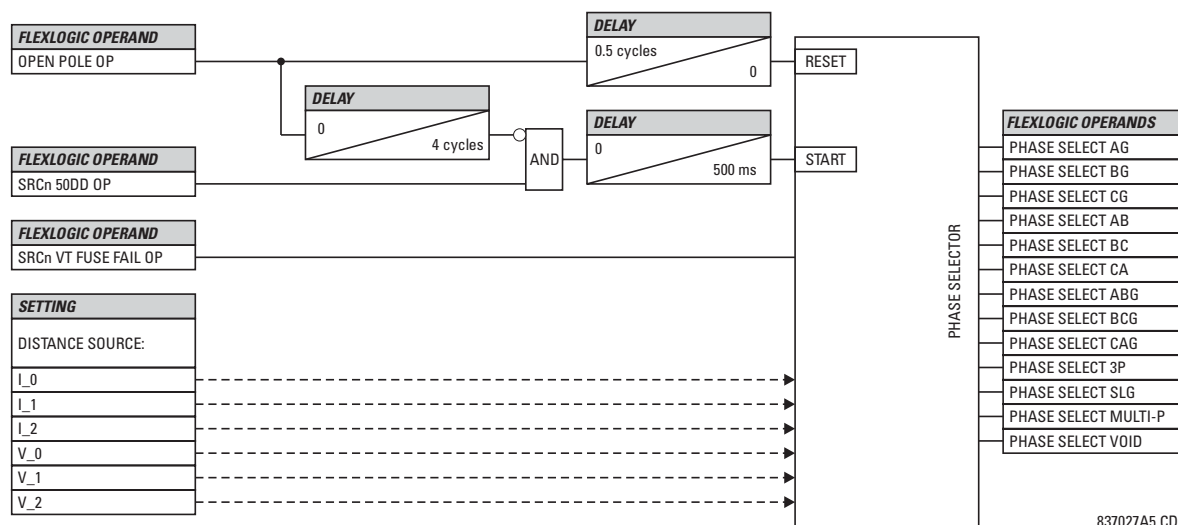 FLEXLOGIC OPERAND
OPEN POLE OP
DELAY
0.5 cycles
0
RESET
DELAY
0
4 cycles
AND
DELAY
0
500 ms
START
FLEXLOGIC OPERAND
SRCn 50DD OP
FLEXLOGIC OPERAND
SRCn VT FUSE FAIL OP
SETTING
DISTANCE SOURCE:
I_0
I_1
I_2
V_0
V_1
V_2
PHASE SELECTOR
FLEXLOGIC OPERANDS
PHASE SELECT AG
PHASE SELECT BG
PHASE SELECT CG
PHASE SELECT AB
PHASE SELECT BC
PHASE SELECT CA
PHASE SELECT ABG
PHASE SELECT BCG
PHASE SELECT CAG
PHASE SELECT 3P
PHASE SELECT SLG
PHASE SELECT MULTI-P
PHASE SELECT VOID
837027A5.CD